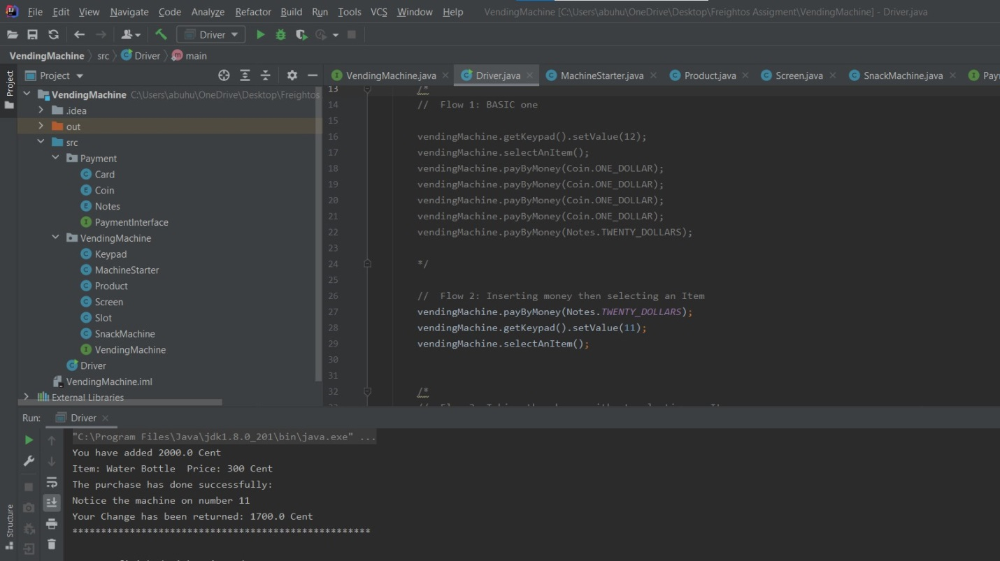 File Edit View Navigate Code Analyze Refactor Build Run Tools VCS Window Help VendingMachine [C:\Users\abuhu\OneDrive\Desktop\Freightos Assigment\VendingMachine] - Driver.java
Driver
VendingMachine src Driver main
Project
Project
VendingMachine.java Driver.java MachineStarter.java Product.java Screen.java SnackMachine.java
VendingMachine C:\Users\abuhu\OneDrive\Desktop\Freightos
.idea
out
src
Payment
Card
Coin
Notes
PaymentInterface
VendingMachine
Keypad
MachineStarter
Product
Screen
Slot
SnackMachine
VendingMachine
Driver
VendingMachine.iml
External Libraries
13 /*
14 //  Flow 1: BASIC one
15
16 vendingMachine.getKeypad().setValue(12);
17 vendingMachine.selectAnItem();
18 vendingMachine.payByMoney(Coin.ONE_DOLLAR);
19 vendingMachine.payByMoney(Coin.ONE_DOLLAR);
20 vendingMachine.payByMoney(Coin.ONE_DOLLAR);
21 vendingMachine.payByMoney(Coin.ONE_DOLLAR);
22 vendingMachine.payByMoney(Notes.TWENTY_DOLLARS);
23
24 */
25
26 //  Flow 2: Inserting money then selecting an Item
27 vendingMachine.payByMoney(Notes.TWENTY_DOLLARS);
28 vendingMachine.getKeypad().setValue(11);
29 vendingMachine.selectAnItem();
30
31
32 /*
Run: Driver
"C:\Program Files\Java\jdk1.8.0_201\bin\java.exe" ...
You have added 2000.0 Cent
Item: Water Bottle  Price: 300 Cent
The purchase has done successfully:
Notice the machine on number 11
Your Change has been returned: 1700.0 Cent
****************************************************
Structure